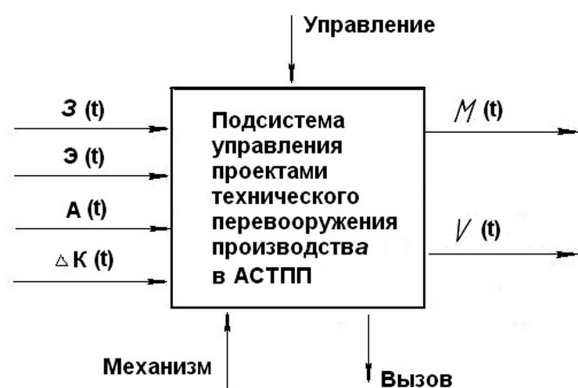 Управление
З (t)
Э (t)
А (t)
△ К (t)
Подсистема
управления
проектами
технического
перевооружения
производства
в АСТПП
M (t)
V (t)
Механизм
Вызов